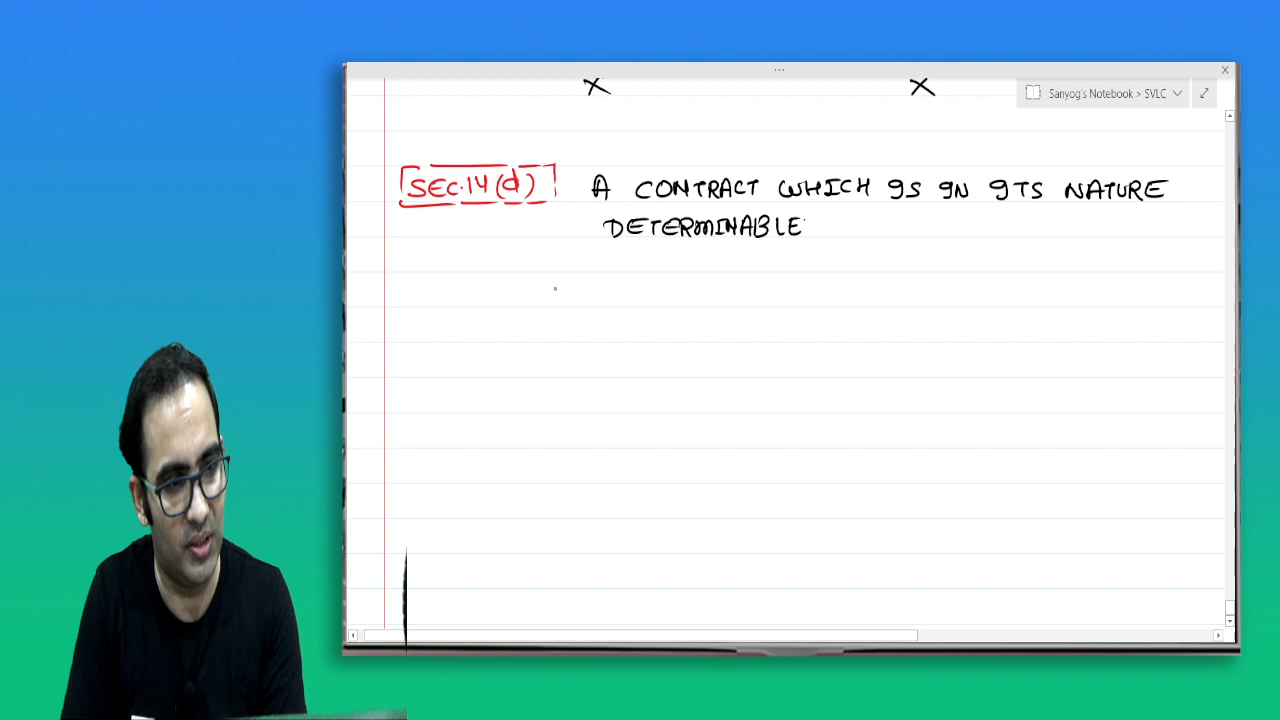 Sanyog's Notebook > SVLC
SEC.14(d) A CONTRACT WHICH IS IN ITS NATURE
DETERMINABLE